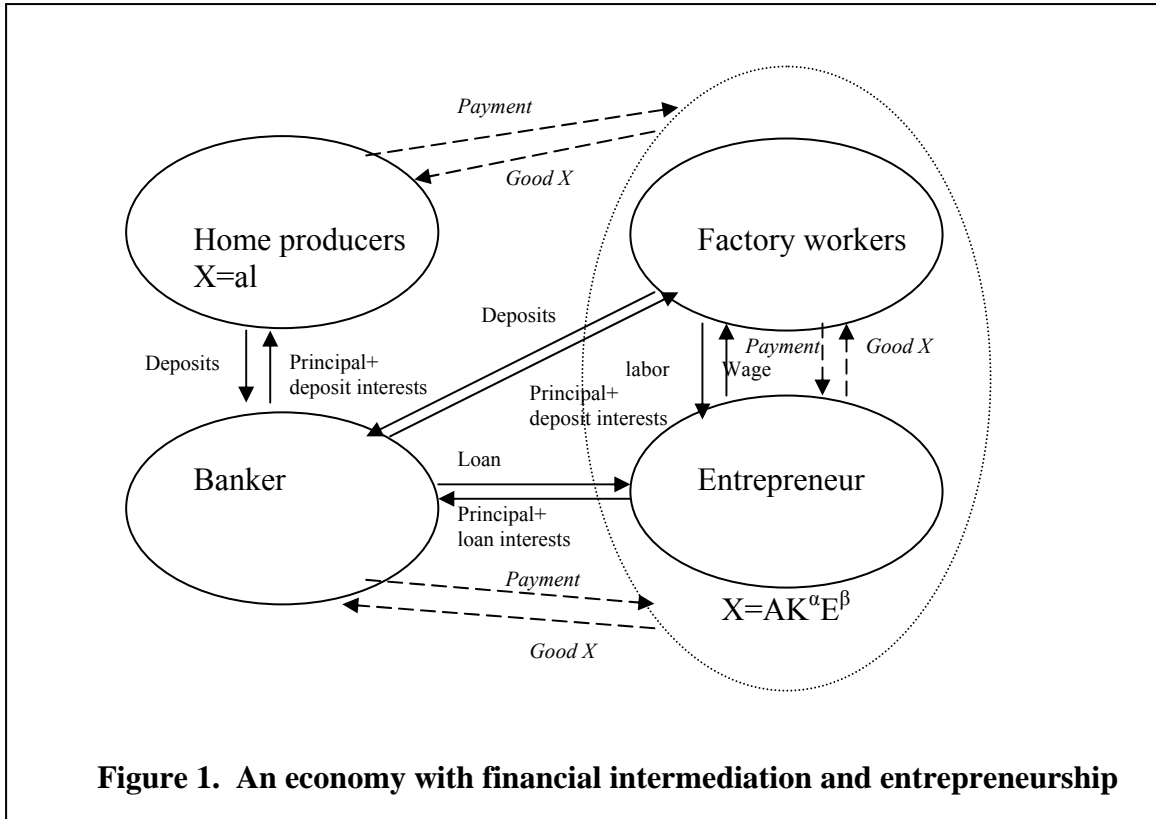 Payment
Good X
Home producers
X=al
Factory workers
Deposits
Deposits
Principal+
deposit interests
labor
Wage
Payment
Good X
Principal+
deposit interests
Banker
Loan
Principal+
loan interests
Entrepreneur
Payment
Good X
X=AK^αE^β
Figure 1. An economy with financial intermediation and entrepreneurship